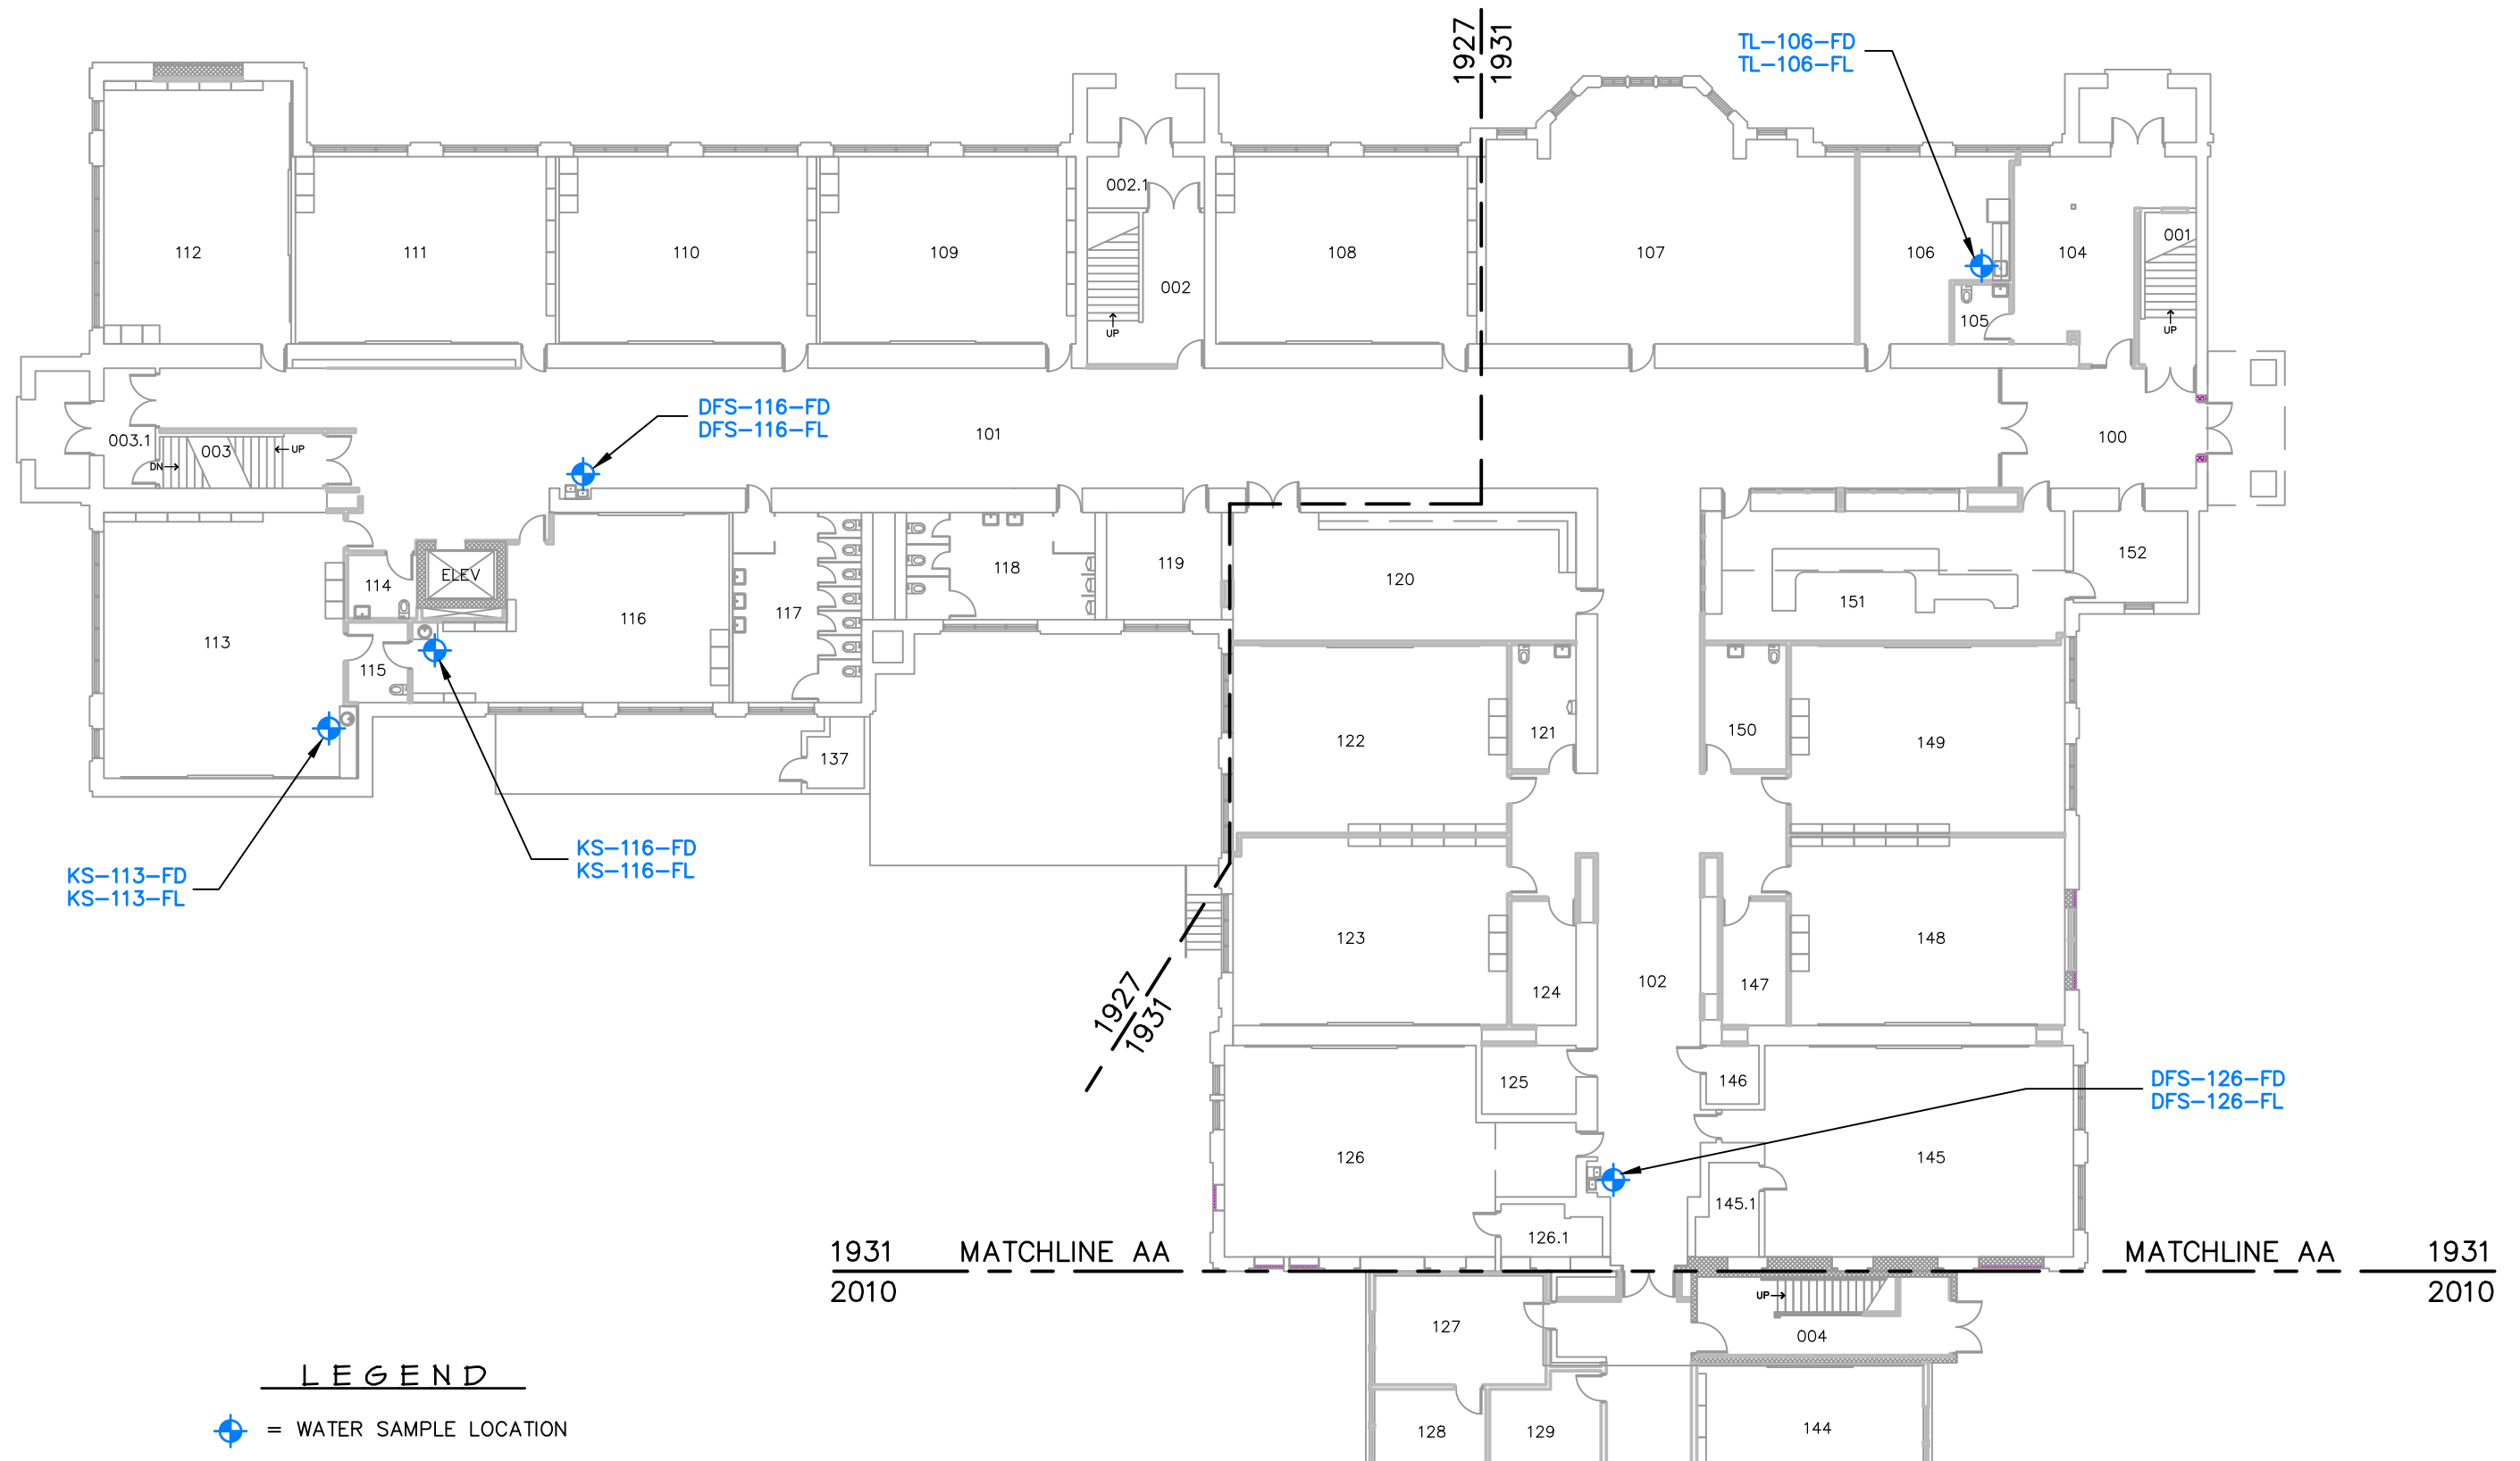 1927
1931
TL-106-FD
TL-106-FL
002.1
001
112
111
110
109
108
107
106
104
002
105
UP
UP
DFS-116-FD
DFS-116-FL
003.1
003
UP
DN
101
100
114
ELEV
118
119
120
152
151
113
115
116
117
121
150
122
149
137
KS-116-FD
KS-116-FL
KS-113-FD
KS-113-FL
123
124
102
147
148
1927
1931
125
146
DFS-126-FD
DFS-126-FL
126
145
145.1
126.1
1931 MATCHLINE AA
MATCHLINE AA 1931
2010
2010
UP
127
004
128
129
144
LEGEND
= WATER SAMPLE LOCATION